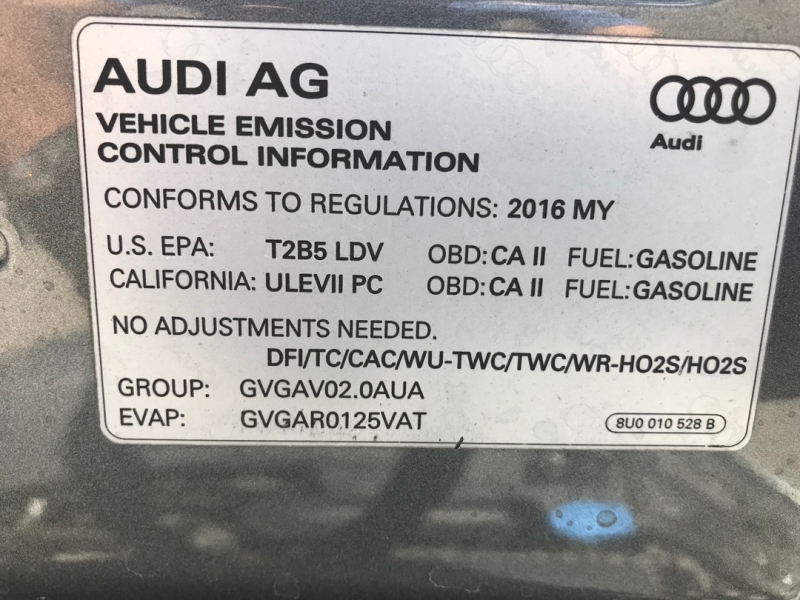 AUDI AG
Audi
VEHICLE EMISSION
CONTROL INFORMATION
CONFORMS TO REGULATIONS: 2016 MY
U.S. EPA: T2B5 LDV OBD: CA II FUEL: GASOLINE
CALIFORNIA: ULEVII PC OBD: CA II FUEL: GASOLINE
NO ADJUSTMENTS NEEDED.
DFI/TC/CAC/WU-TWC/TWC/WR-HO2S/HO2S
GROUP: GVGAV02.0AUA
EVAP: GVGAR0125VAT
8U0 010 528 B